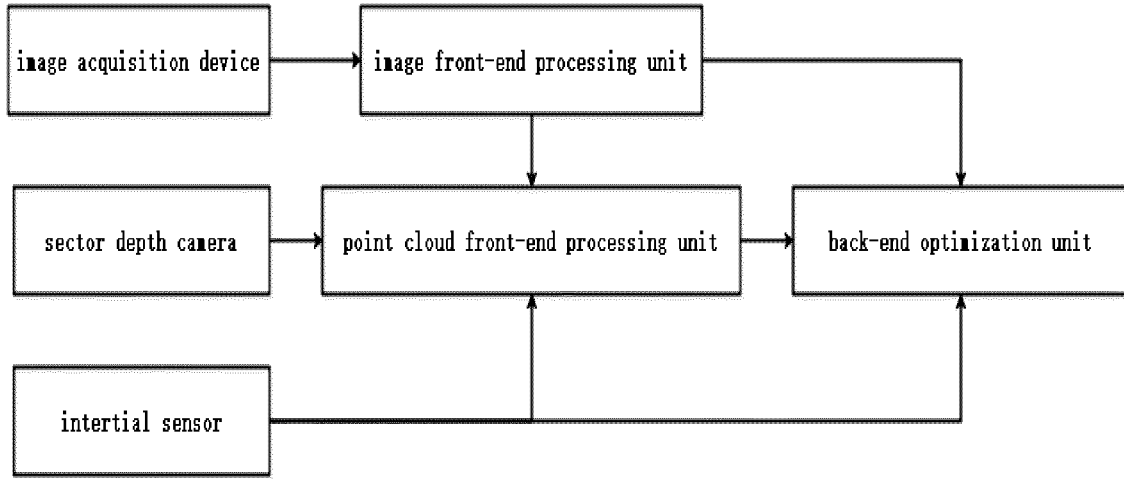 image acquisition device
image front-end processing unit
sector depth camera
point cloud front-end processing unit
back-end optimization unit
intertial sensor